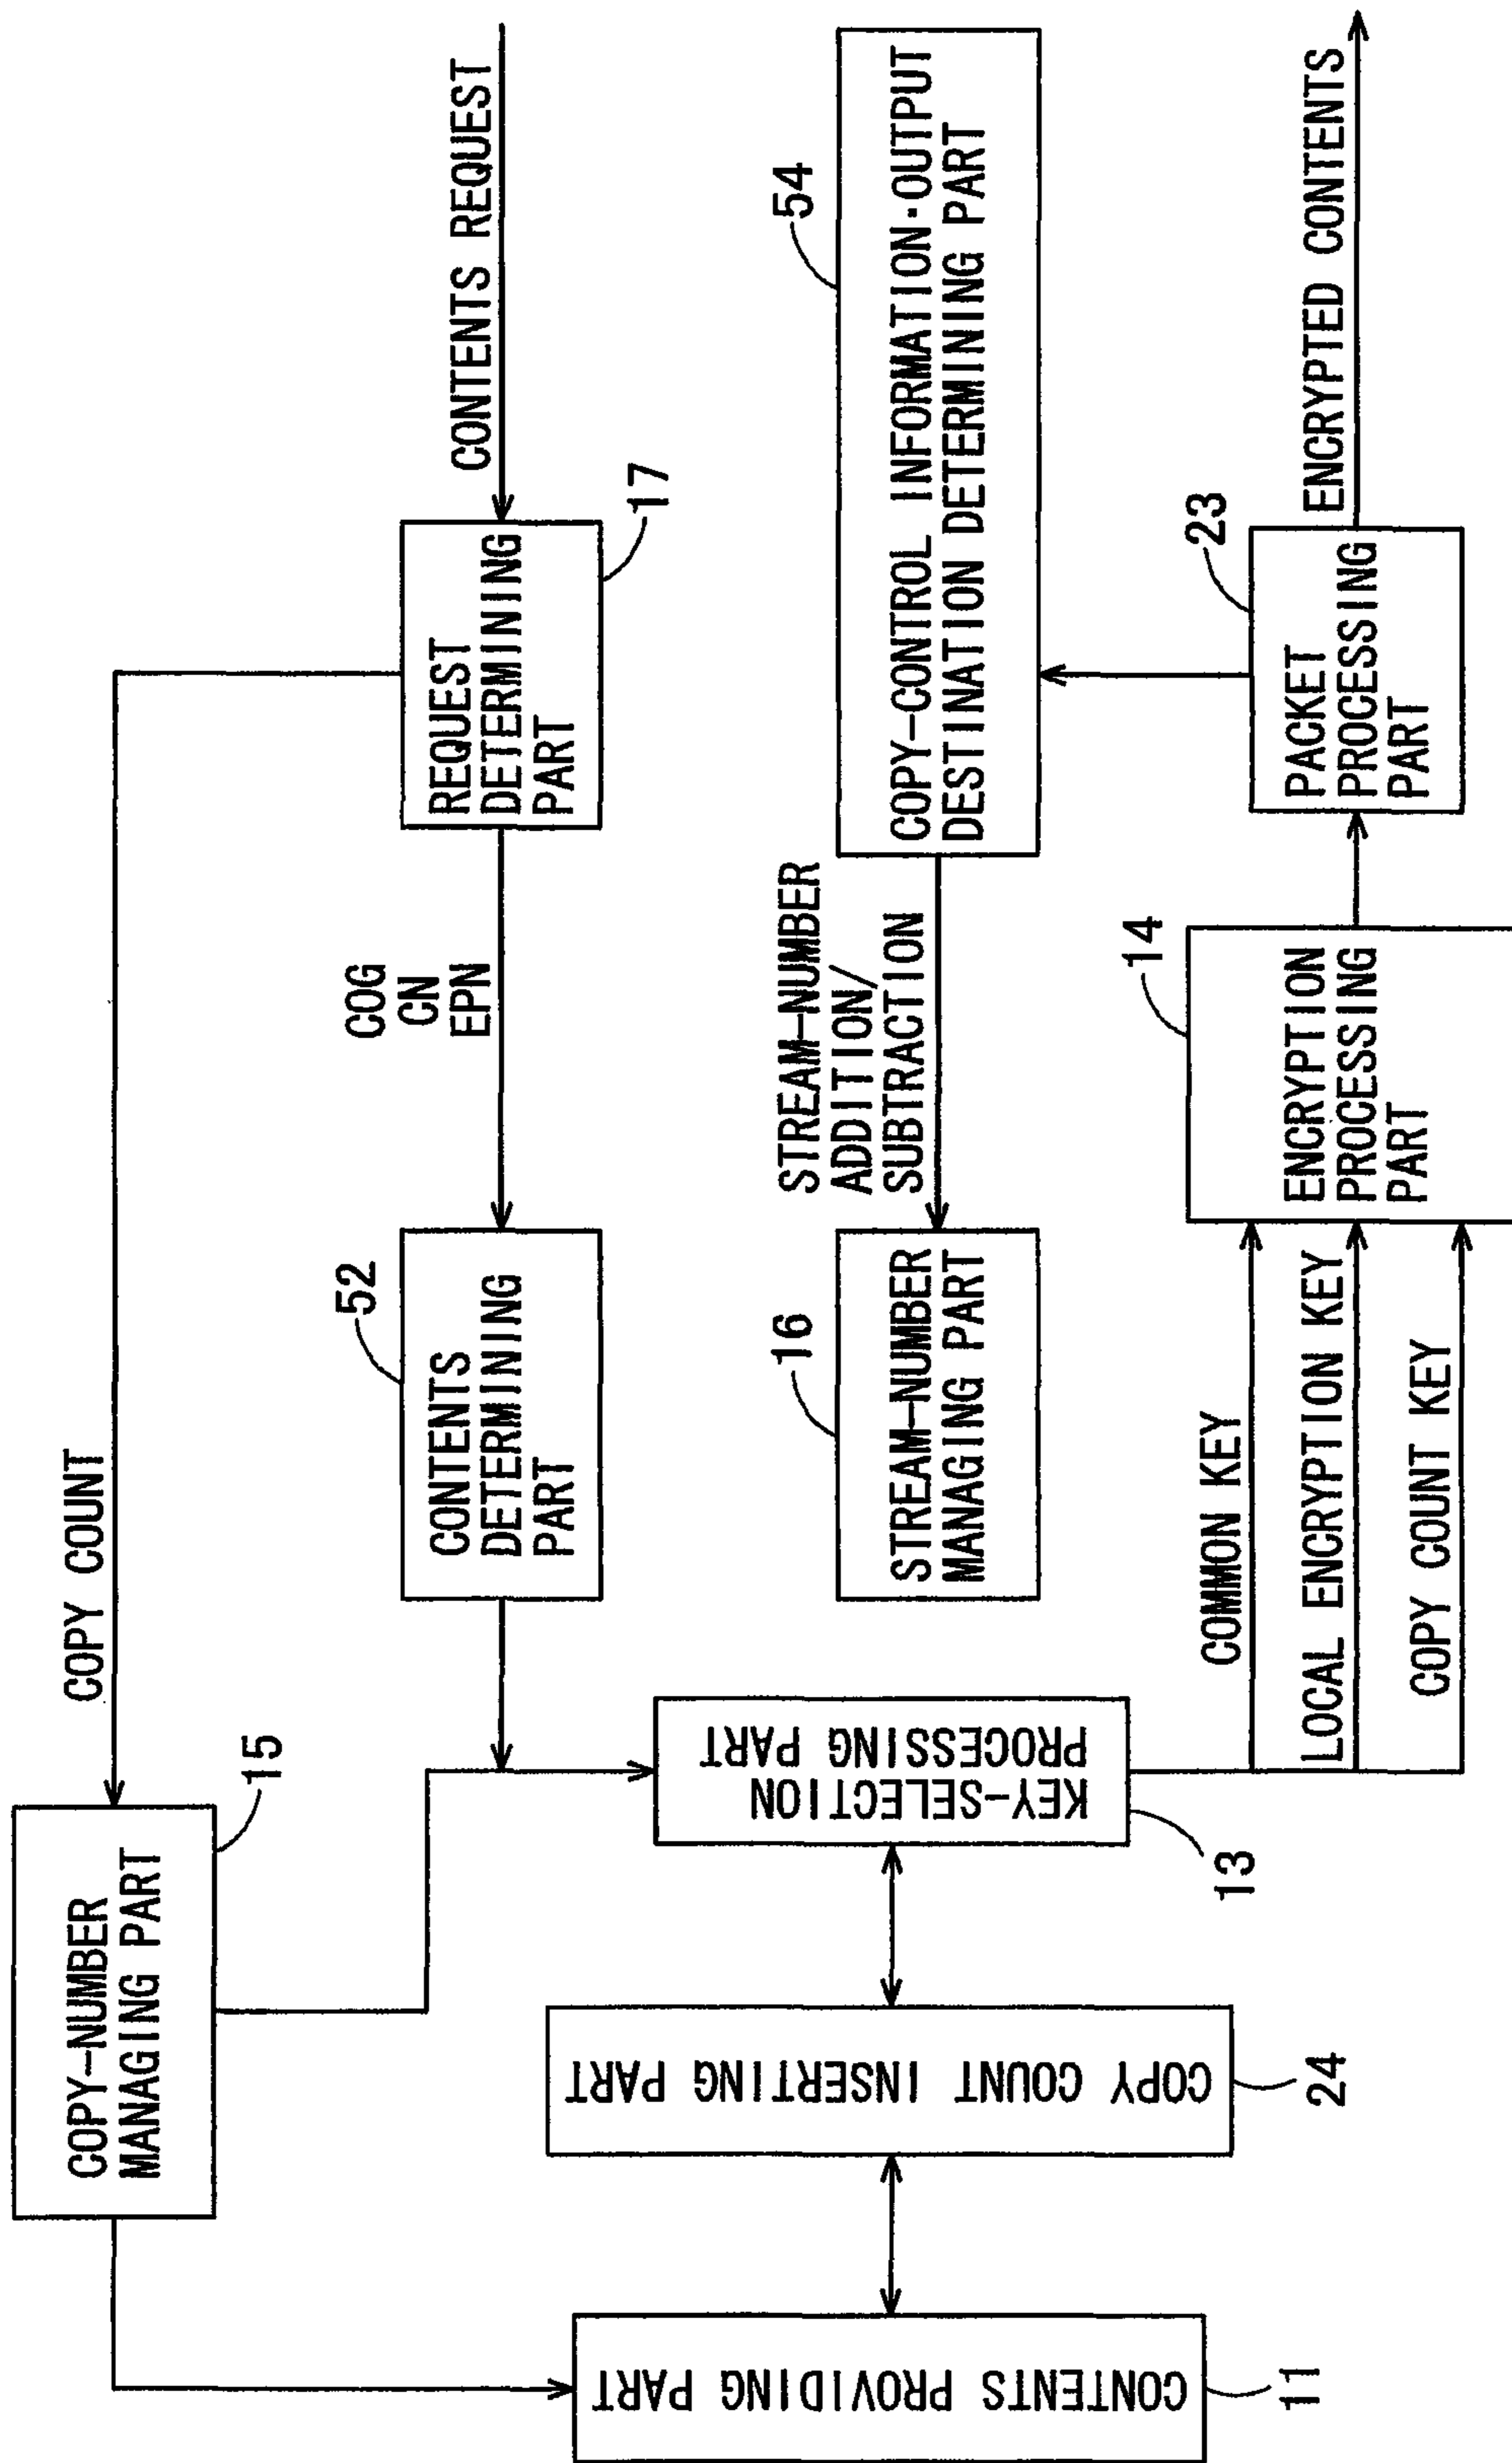 COPY-NUMBER
MANAGING PART
15
COPY COUNT
CONTENTS
DETERMINING
PART
52
COG
CN
EPN
REQUEST
DETERMINING
PART
17
CONTENTS REQUEST
CONTENTS PROVIDING PART
11
COPY COUNT INSERTING PART
24
KEY-SELECTION
PROCESSING PART
13
STREAM-NUMBER
MANAGING PART
16
STREAM-NUMBER
ADDITION/
SUBTRACTION
COPY-CONTROL INFORMATION·OUTPUT
DESTINATION DETERMINING PART
54
COMMON KEY
LOCAL ENCRYPTION KEY
COPY COUNT KEY
ENCRYPTION
PROCESSING
PART
14
PACKET
PROCESSING
PART
23
ENCRYPTED CONTENTS